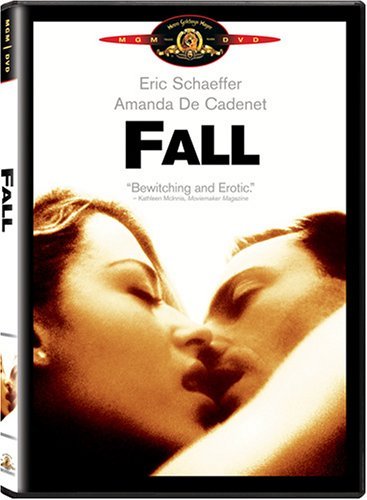 MGM DVD
Metro Goldwyn Mayer
MGM DVD
Eric Schaeffer
Amanda De Cadenet
FALL
"Bewitching and Erotic."
– Kathleen McInnis, Moviemaker Magazine
FALL